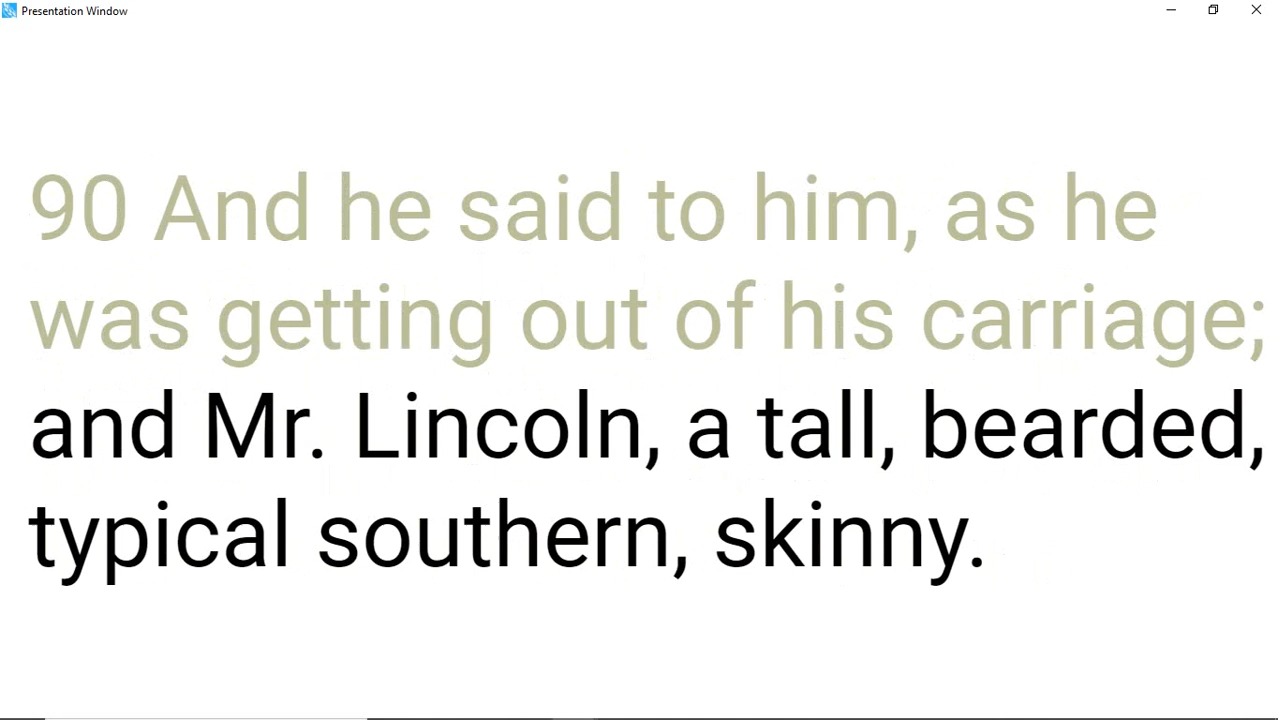 Presentation Window
90 And he said to him, as he
was getting out of his carriage;
and Mr. Lincoln, a tall, bearded,
typical southern, skinny.